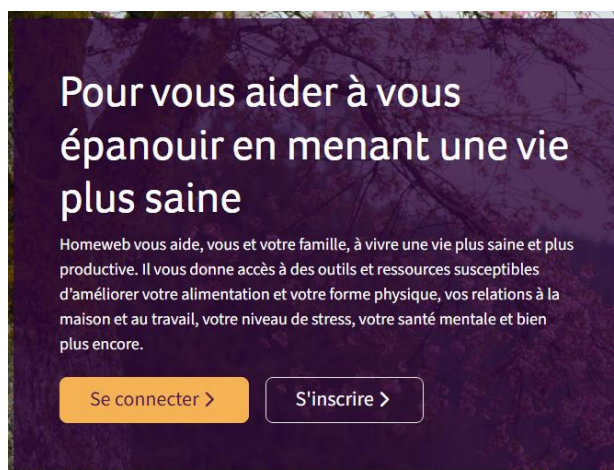 Pour vous aider à vous
épanouir en menant une vie
plus saine
Homeweb vous aide, vous et votre famille, à vivre une vie plus saine et plus
productive. Il vous donne accès à des outils et ressources susceptibles
d’améliorer votre alimentation et votre forme physique, vos relations à la
maison et au travail, votre niveau de stress, votre santé mentale et bien
plus encore.
Se connecter >
S'inscrire >